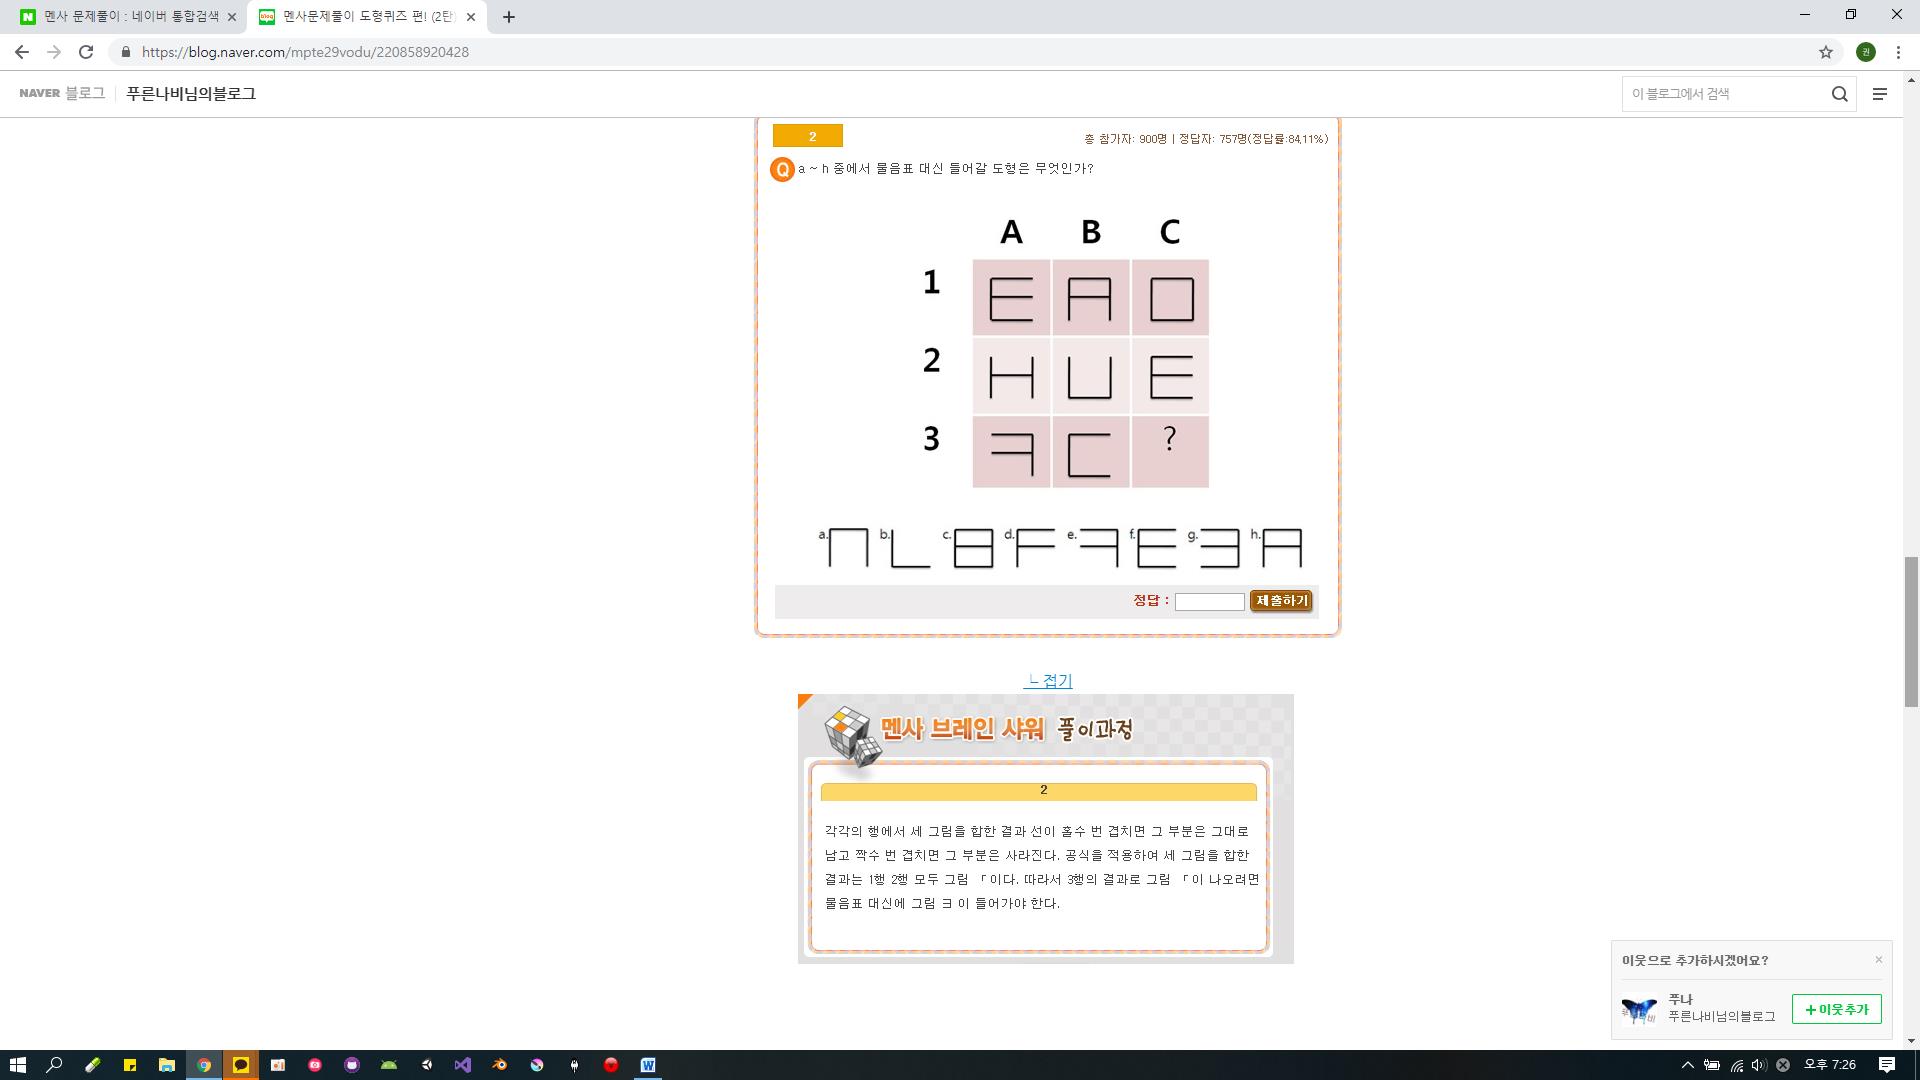 멘사 문제풀이 : 네이버 통합검색
멘사문제풀이 도형퀴즈 편! (2탄)
https://blog.naver.com/mpte29vodu/220858920428
권
NAVER 블로그
푸른나비님의블로그
이 블로그에서 검색
2
총 참가자: 900명 | 정답자: 757명(정답률:84,11%)
Q a ~ h 중에서 물음표 대신 들어갈 도형은 무엇인가?
A B C
1 E A O
2 H U E
3 ㅋ C ?
a. b. c. d. e. f. g. h.
정답 : 제출하기
└ 접기
멘사 브레인 샤워 풀이과정
2
각각의 행에서 세 그림을 합한 결과 선이 홀수 번 겹치면 그 부분은 그대로
남고 짝수 번 겹치면 그 부분은 사라진다. 공식을 적용하여 세 그림을 합한
결과는 1행 2행 모두 그림 「이다. 따라서 3행의 결과로 그림 「이 나오려면
물음표 대신에 그림 ヨ 이 들어가야 한다.
이웃으로 추가하시겠어요?
푸나
푸른나비님의블로그
+이웃추가
오후 7:26